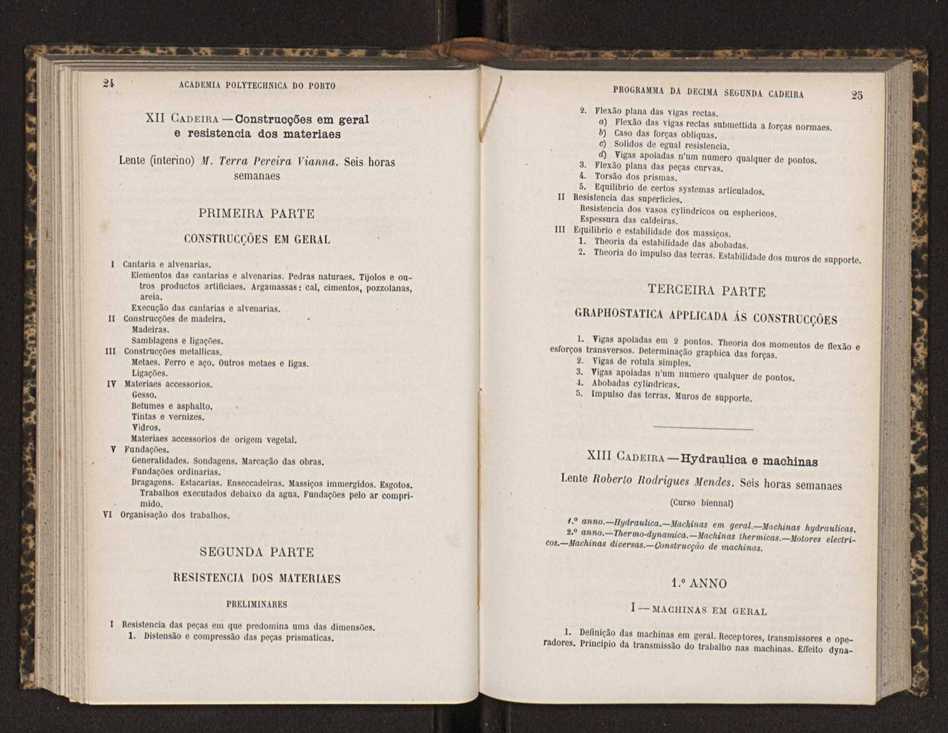 24 ACADEMIA POLYTECHNICA DO PORTO
XII CADEIRA — Construcções em geral
e resistencia dos materiaes
Lente (interino) M. Terra Pereira Vianna. Seis horas
semanaes
PRIMEIRA PARTE
CONSTRUCÇÕES EM GERAL
I Cantaria e alvenarias.
Elementos das cantarias e alvenarias. Pedras naturaes. Tijolos e ou-
tros productos artificiaes. Argamassas: cal, cimentos, pozzolanas,
areia.
Execução das cantarias e alvenarias.
II Construcções de madeira.
Madeiras.
Samblagens e ligações.
III Construcções metallicas.
Metaes. Ferro e aço. Outros metaes e ligas.
Ligações.
IV Materiaes accessorios.
Gesso.
Betumes e asphalto.
Tintas e vernizes.
Vidros.
Materiaes accessorios de origem vegetal.
V Fundações.
Generalidades. Sondagens. Marcação das obras.
Fundações ordinarias.
Dragagens. Estacarias. Enseccadeiras. Massiços immergidos. Esgotos.
Trabalhos executados debaixo da agua. Fundações pelo ar compri-
mido.
VI Organisação dos trabalhos.
SEGUNDA PARTE
RESISTENCIA DOS MATERIAES
PRELIMINARES
I Resistencia das peças em que predomina uma das dimensões.
1. Distensão e compressão das peças prismaticas.
PROGRAMMA DA DECIMA SEGUNDA CADEIRA 25
2. Flexão plana das vigas rectas.
a) Flexão das vigas rectas submettida a forças normaes.
b) Caso das forças obliquas.
c) Solidos de egual resistencia.
d) Vigas apoiadas n'um numero qualquer de pontos.
3. Flexão plana das peças curvas.
4. Torsão dos prismas.
5. Equilibrio de certos systemas articulados.
II Resistencia das superficies.
Resistencia dos vasos cylindricos ou esphericos.
Espessura das caldeiras.
III Equilibrio e estabilidade dos massiços.
1. Theoria da estabilidade das abobadas.
2. Theoria do impulso das terras. Estabilidade dos muros de supporte.
TERCEIRA PARTE
GRAPHOSTATICA APPLICADA ÁS CONSTRUCÇÕES
1. Vigas apoiadas em 2 pontos. Theoria dos momentos de flexão e
esforços transversos. Determinação graphica das forças.
2. Vigas de rotula simples.
3. Vigas apoiadas n'um numero qualquer de pontos.
4. Abobadas cylindricas.
5. Impulso das terras. Muros de supporte.
XIII CADEIRA — Hydraulica e machinas
Lente Roberto Rodrigues Mendes. Seis horas semanaes
(Curso biennal)
1.º anno.—Hydraulica.—Machinas em geral.—Machinas hydraulicas.
2.º anno.—Thermo-dynamica.—Machinas thermicas.—Motores electri-
cos.—Machinas diversas.—Construcção de machinas.
1.º ANNO
I — MACHINAS EM GERAL
1. Definição das machinas em geral. Receptores, transmissores e ope-
radores. Principio da transmissão do trabalho nas machinas. Effeito dyna-